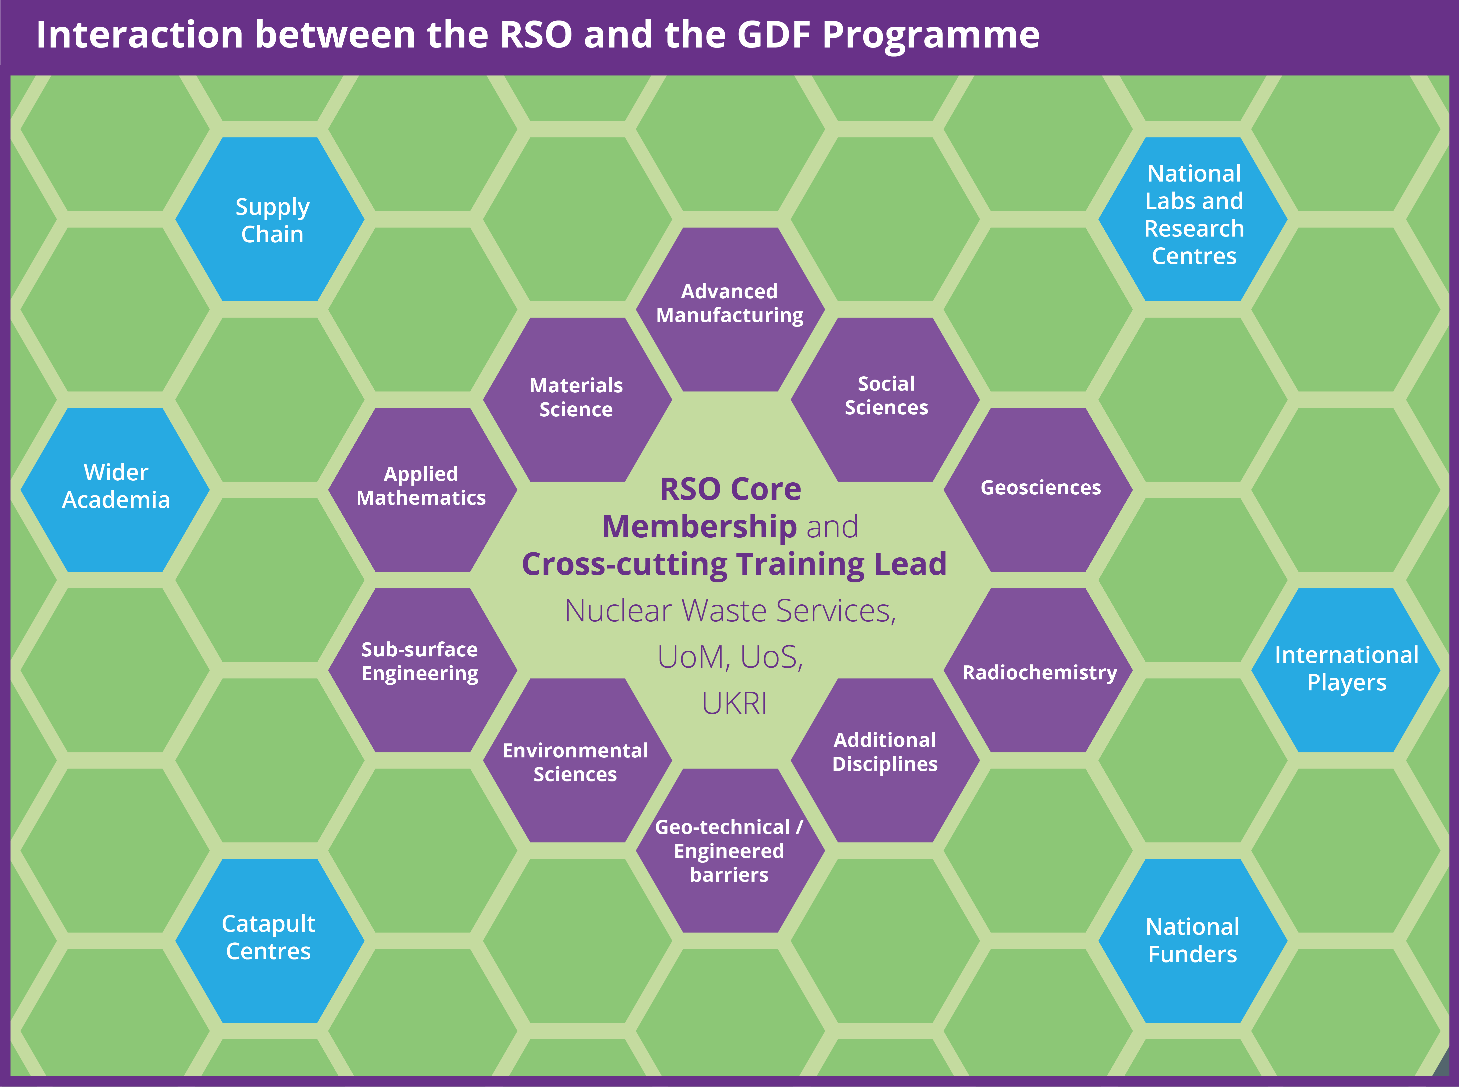 Interaction between the RSO and the GDF Programme
Supply
Chain
National
Labs and
Research
Centres
Advanced
Manufacturing
Materials
Science
Social
Sciences
Wider
Academia
Applied
Mathematics
Geosciences
RSO Core
Membership and
Cross-cutting Training Lead
Nuclear Waste Services,
UoM, UoS,
UKRI
Sub-surface
Engineering
Radiochemistry
International
Players
Environmental
Sciences
Additional
Disciplines
Geo-technical /
Engineered
barriers
Catapult
Centres
National
Funders